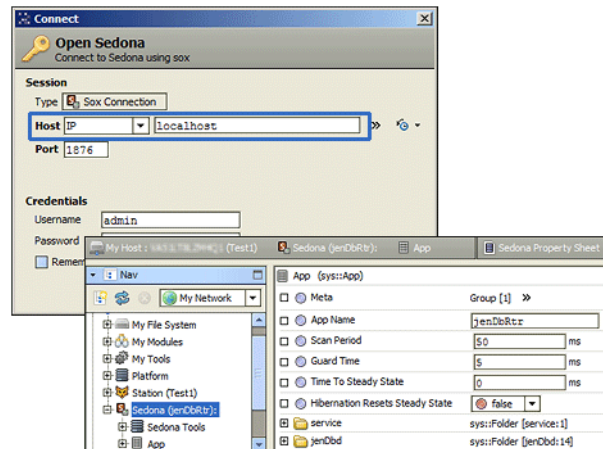 Connect
Open Sedona
Connect to Sedona using sox
Session
Type Sox Connection
Host IP localhost »
Port 1876
Credentials
Username admin
Password
Remem
My Host : (Test1) Sedona (jenDbRtr): App Sedona Property Sheet
Nav
My Network
My File System
My Modules
My Tools
Platform
Station (Test1)
Sedona (jenDbRtr):
Sedona Tools
App
App (sys::App)
Meta Group [1] »
App Name jenDbRtr
Scan Period 50 ms
Guard Time 5 ms
Time To Steady State 0 ms
Hibernation Resets Steady State false
service sys::Folder [service:1]
jenDbd sys::Folder [jenDbd:14]